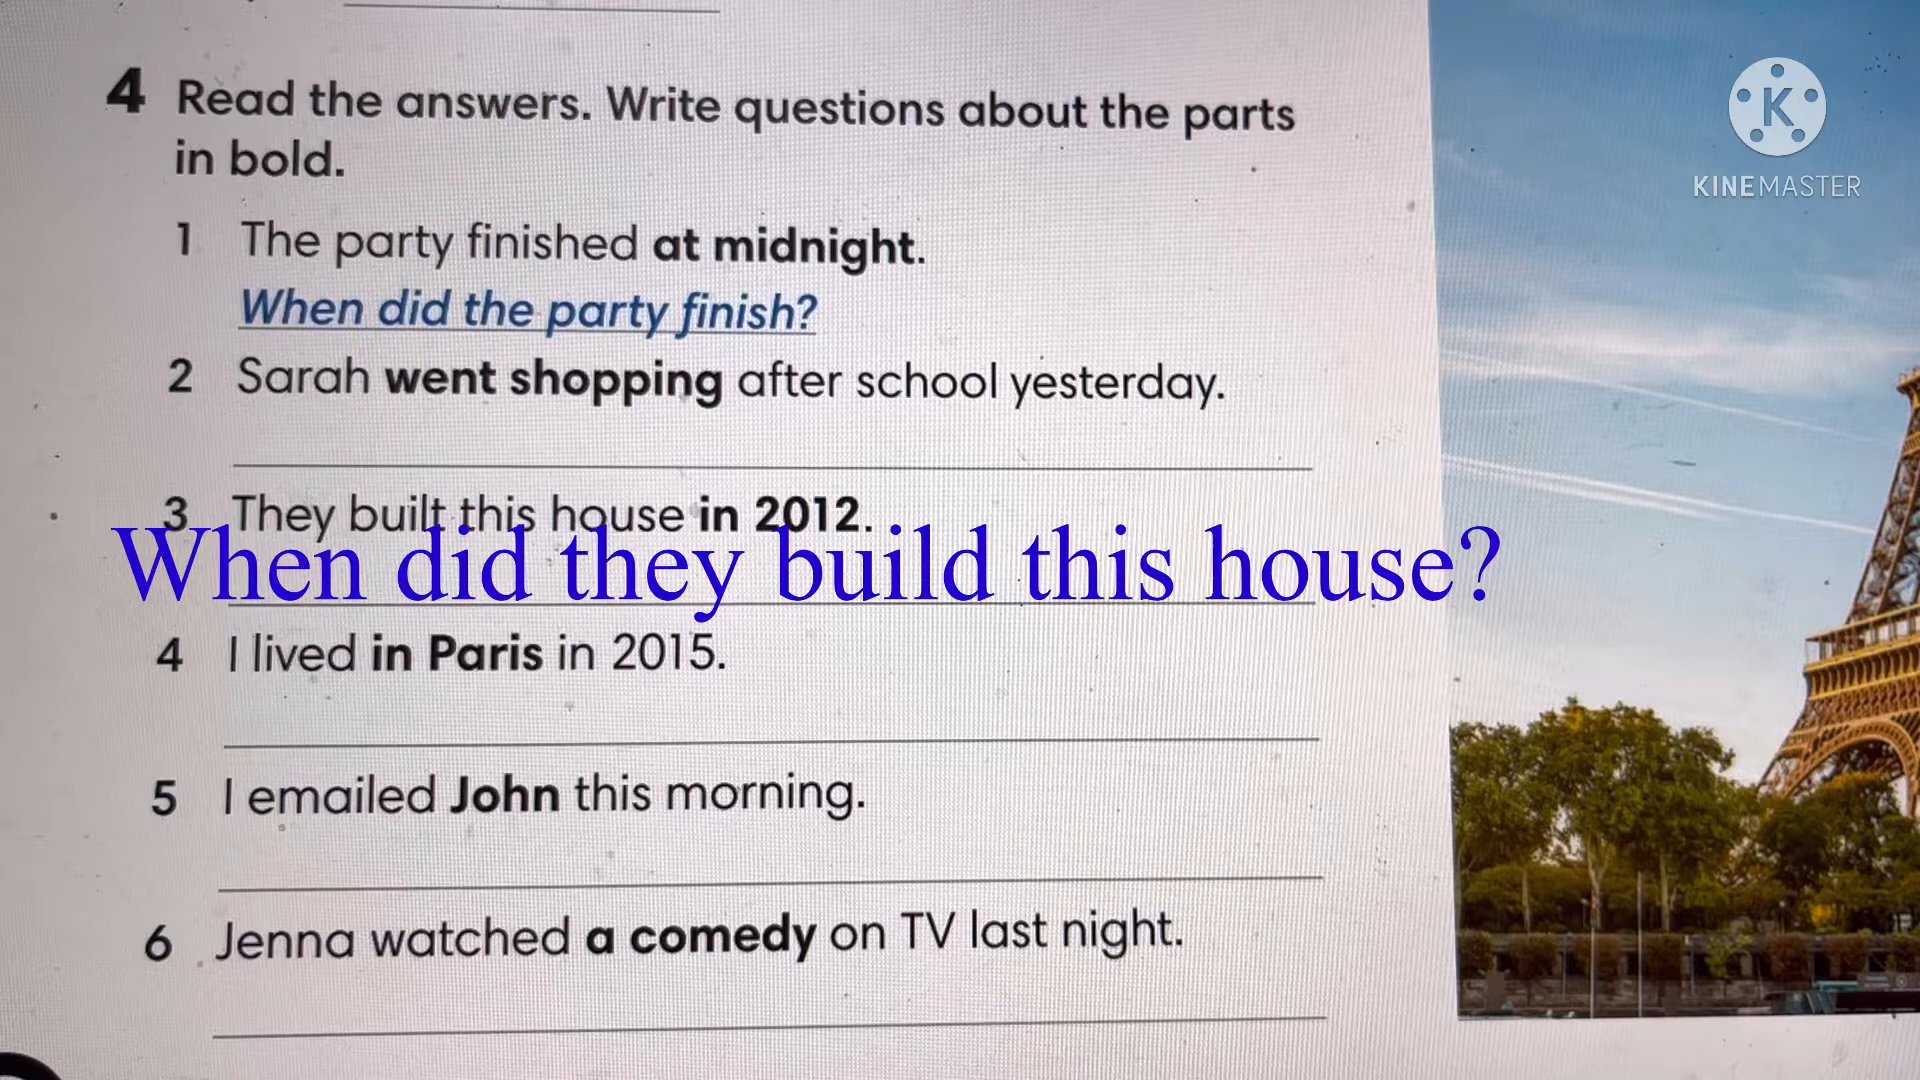 4 Read the answers. Write questions about the parts
in bold.
1 The party finished at midnight.
When did the party finish?
2 Sarah went shopping after school yesterday.
3 They built this house in 2012.
When did they build this house?
4 I lived in Paris in 2015.
5 I emailed John this morning.
6 Jenna watched a comedy on TV last night.
K
KINEMASTER